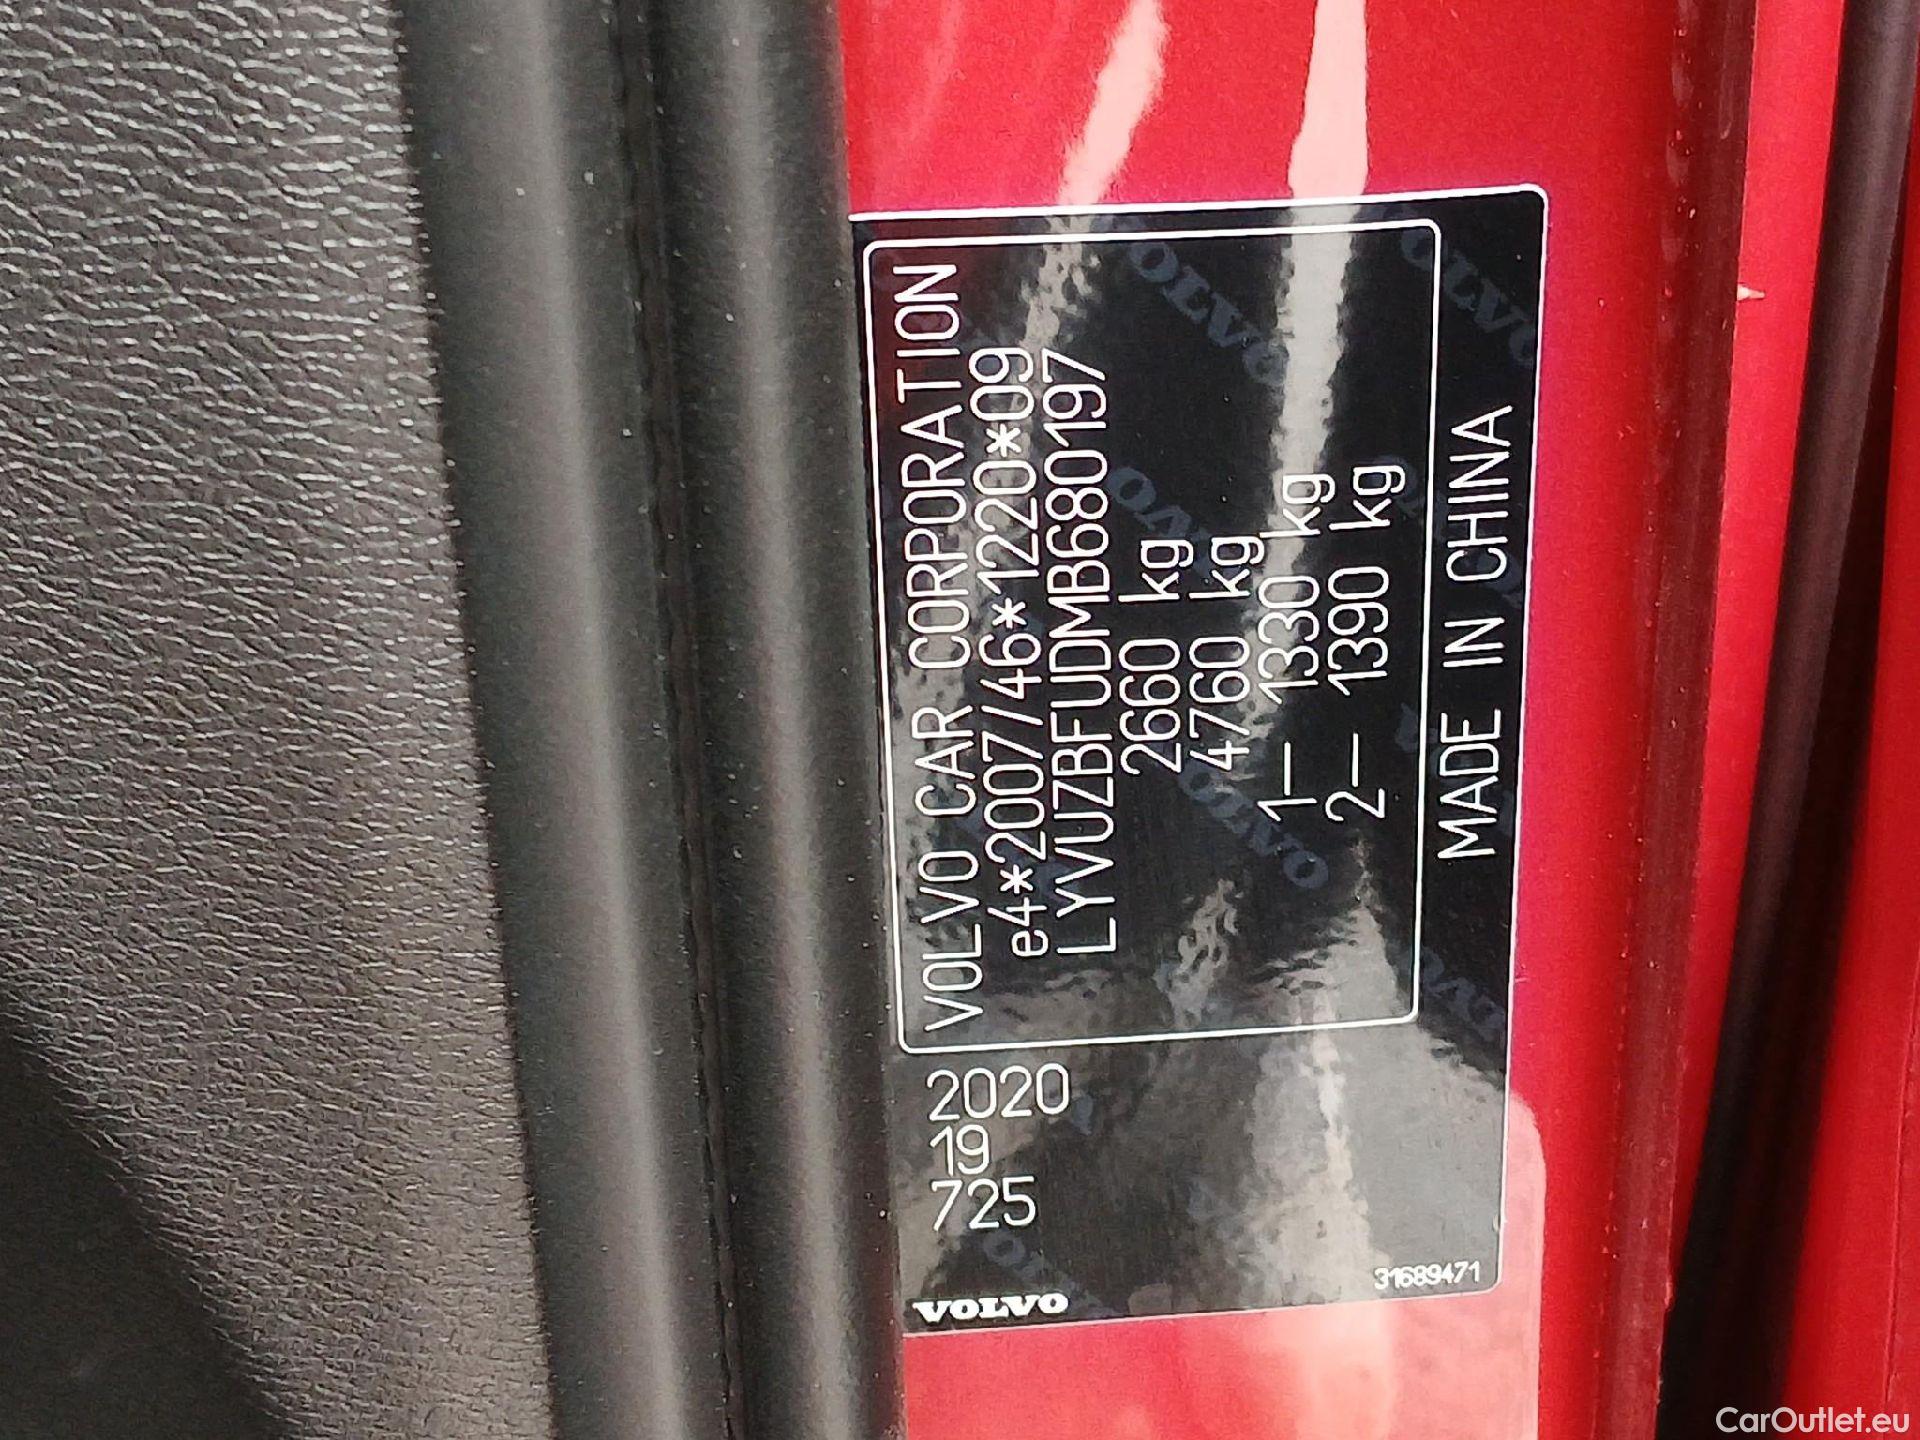 VOLVO CAR CORPORATION
e4*2007/46*1220*09
LYVUZBFUDMB680197
2660 kg
4760 kg
1- 1330 kg
2- 1390 kg
MADE IN CHINA
2020
19
725
31689471
VOLVO
CarOutlet.eu